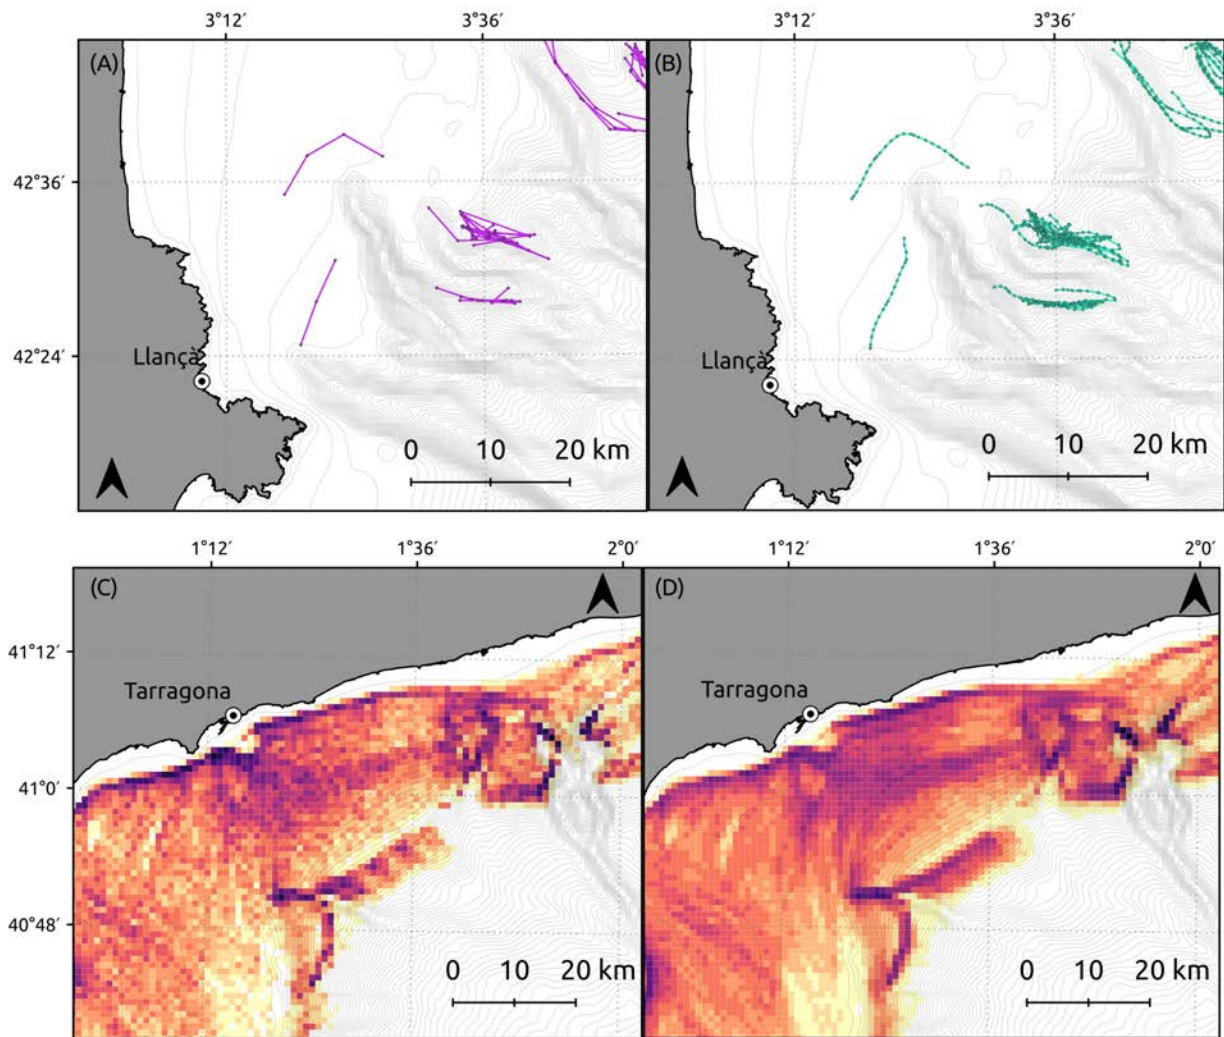 3°12′ 3°36′ 3°12′ 3°36′
(A) (B)
42°36′
42°24′
Llançà Llançà
0 10 20 km 0 10 20 km
1°12′ 1°36′ 2°0′ 1°12′ 1°36′ 2°0′
(C) (D)
41°12′
Tarragona Tarragona
41°0′
40°48′
0 10 20 km 0 10 20 km